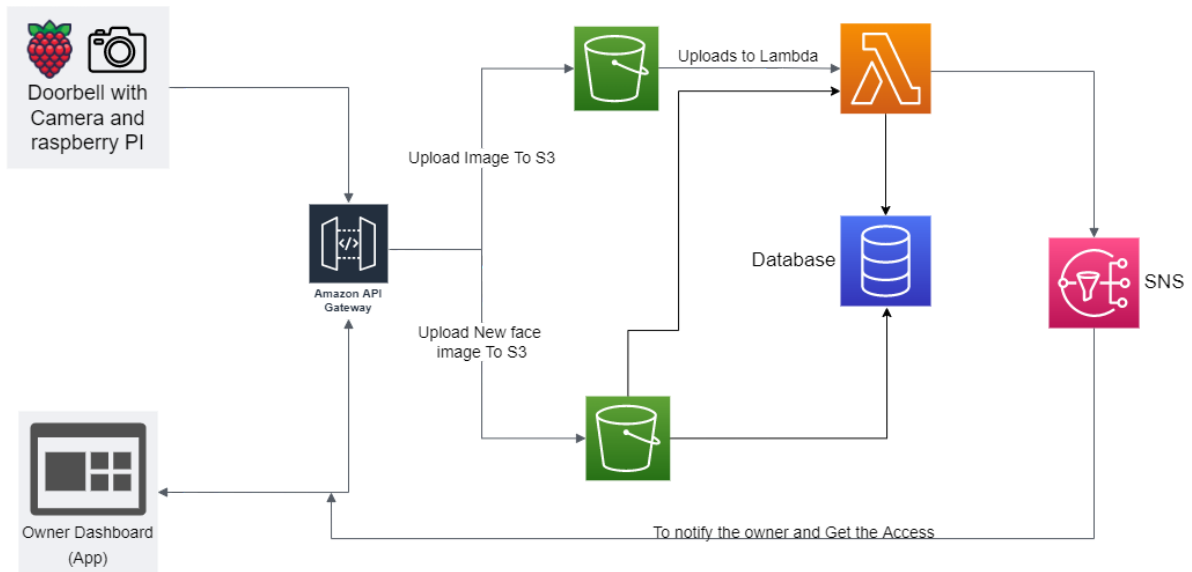 Doorbell with
Camera and
raspberry PI
Uploads to Lambda
Upload Image To S3
Amazon API
Gateway
Database
SNS
Upload New face
image To S3
Owner Dashboard
(App)
To notify the owner and Get the Access